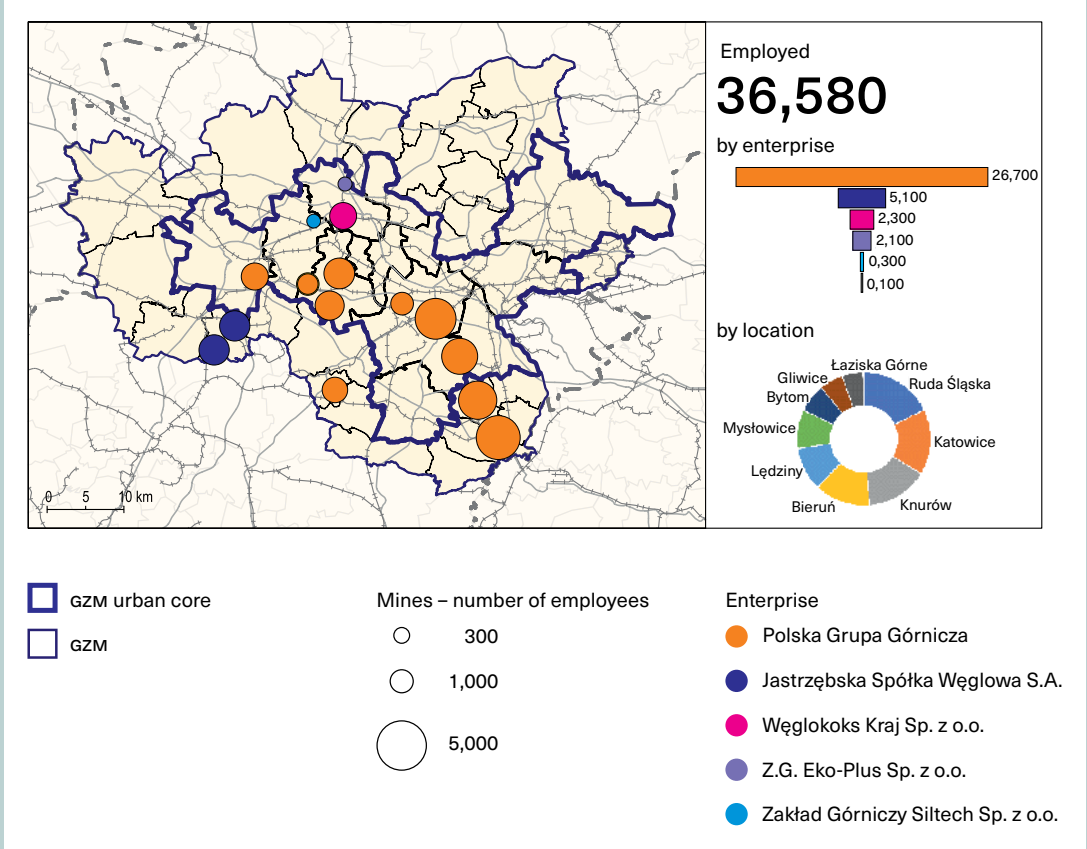 Employed
36,580
by enterprise
26,700
5,100
2,300
2,100
0,300
0,100
by location
Łaziska Górne
Gliwice
Ruda Śląska
Bytom
Mysłowice
Katowice
Lędziny
Bieruń
Knurów
0 5 10 km
GZM urban core
GZM
Mines – number of employees
300
1,000
5,000
Enterprise
Polska Grupa Górnicza
Jastrzębska Spółka Węglowa S.A.
Węglokoks Kraj Sp. z o.o.
Z.G. Eko-Plus Sp. z o.o.
Zakład Górniczy Siltech Sp. z o.o.